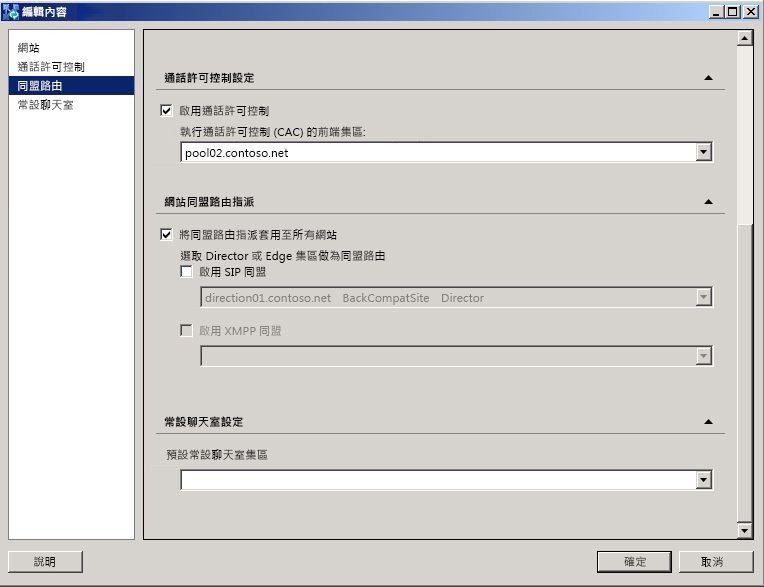 編輯內容
網站
通話許可控制
同盟路由
常設聊天室
通話許可控制設定
啟用通話許可控制
執行通話許可控制 (CAC) 的前端集區:
pool02.contoso.net
網站同盟路由指派
將同盟路由指派套用至所有網站
選取 Director 或 Edge 集區做為同盟路由
啟用 SIP 同盟
direction01.contoso.net BackCompatSite Director
啟用 XMPP 同盟
常設聊天室設定
預設常設聊天室集區
說明
確定
取消